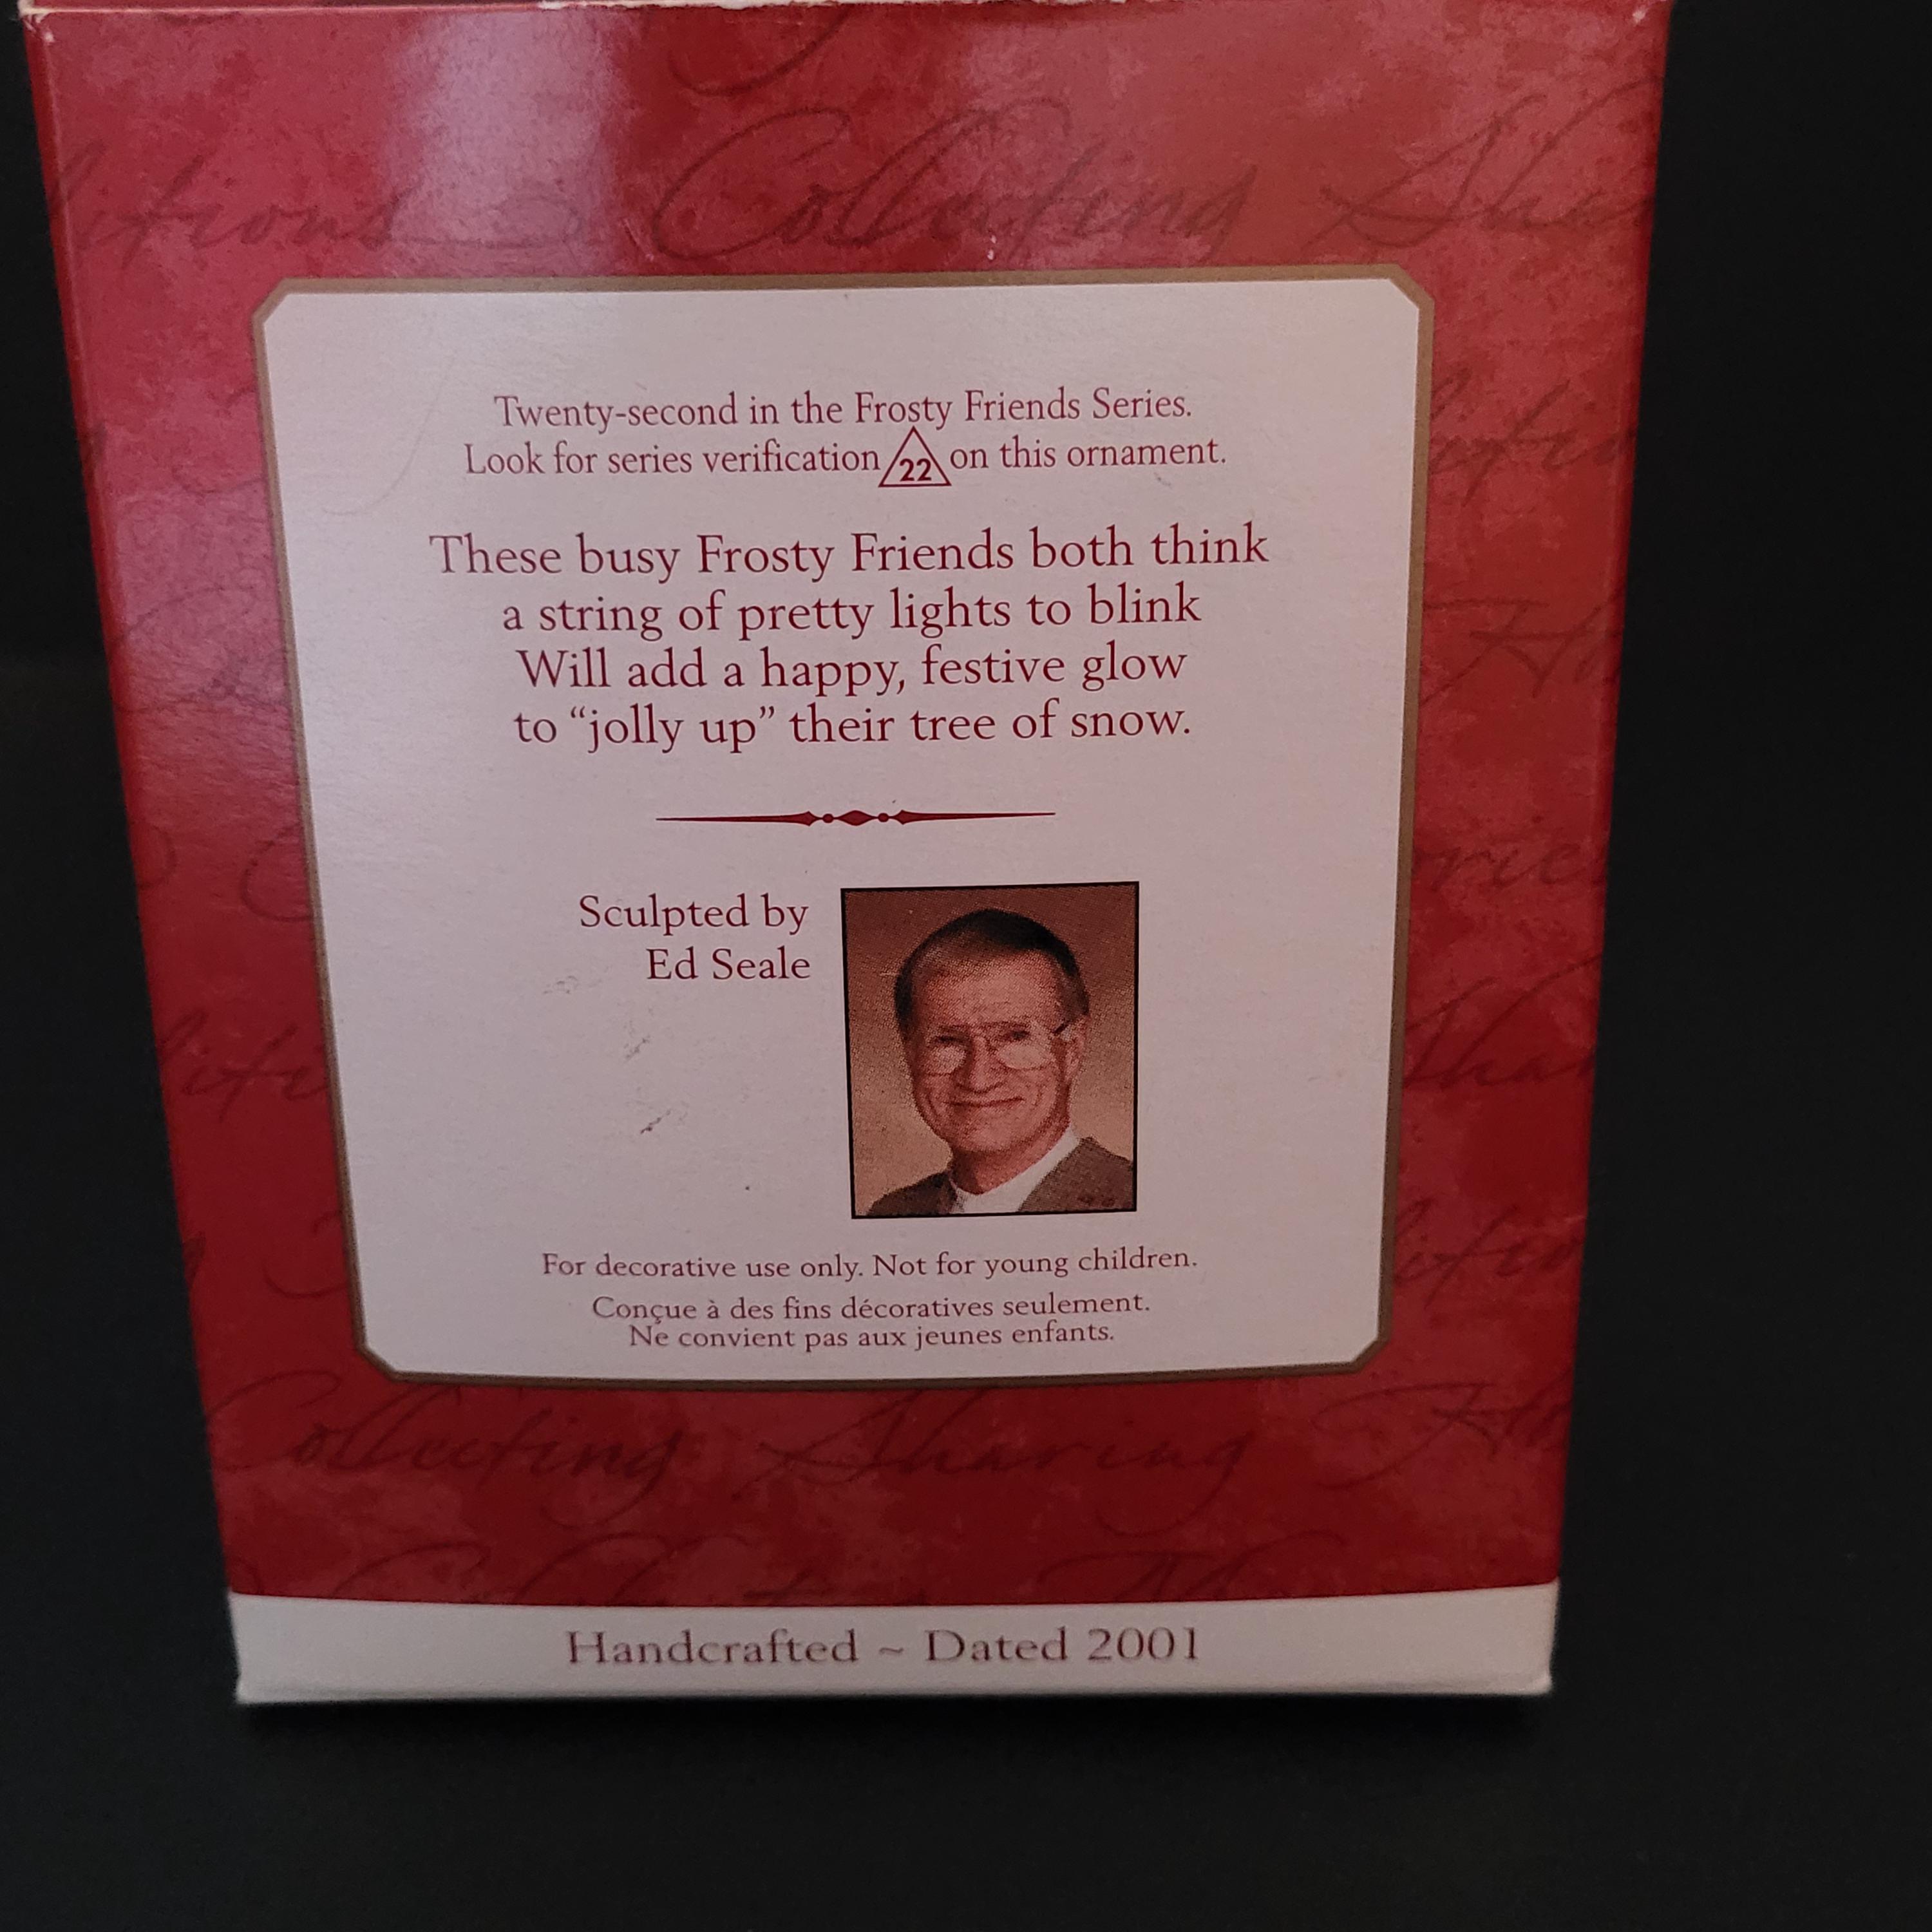 Collecting
Twenty-second in the Frosty Friends Series.
Look for series verification 22 on this ornament.
These busy Frosty Friends both think
a string of pretty lights to blink
Will add a happy, festive glow
to “jolly up” their tree of snow.
Sculpted by
Ed Seale
For decorative use only. Not for young children.
Conçue à des fins décoratives seulement.
Ne convient pas aux jeunes enfants.
Collecting Sharing
Handcrafted ~ Dated 2001